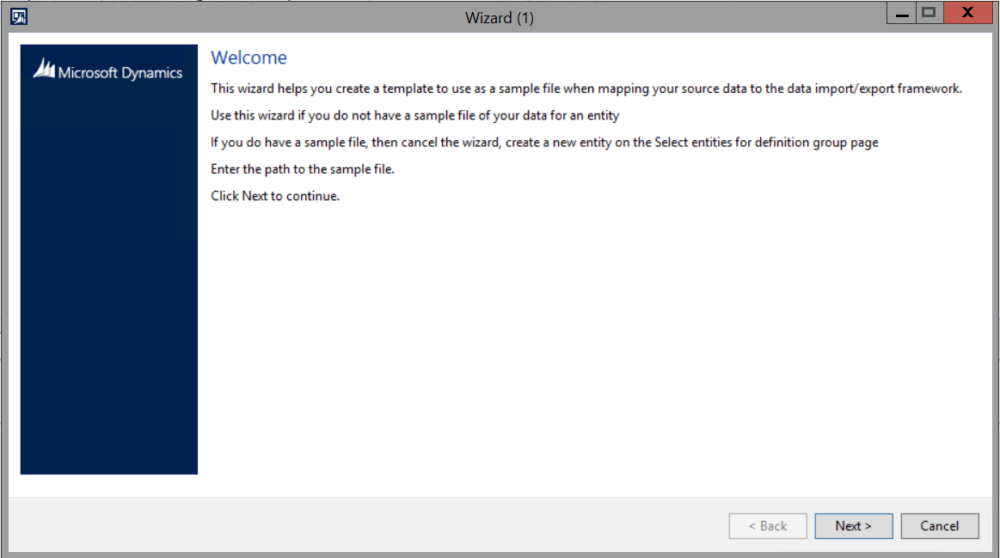 Wizard (1)
X
Microsoft Dynamics
Welcome
This wizard helps you create a template to use as a sample file when mapping your source data to the data import/export framework.
Use this wizard if you do not have a sample file of your data for an entity
If you do have a sample file, then cancel the wizard, create a new entity on the Select entities for definition group page
Enter the path to the sample file.
Click Next to continue.
< Back
Next >
Cancel